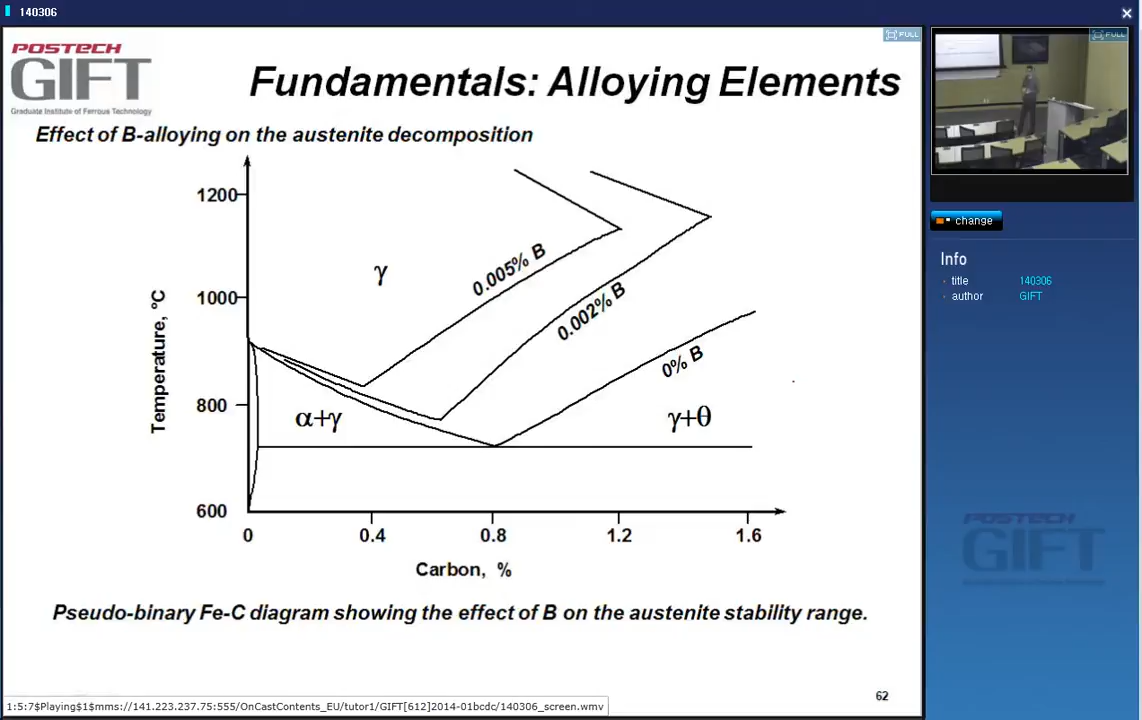 140306
POSTECH
GIFT
Graduate Institute of Ferrous Technology
Fundamentals: Alloying Elements
FULL
FULL
Effect of B-alloying on the austenite decomposition
1200
1000
800
600
Temperature, °C
γ
0.005% B
0.002% B
0% B
α+γ
γ+θ
0
0.4
0.8
1.2
1.6
Carbon, %
Pseudo-binary Fe-C diagram showing the effect of B on the austenite stability range.
62
1:5:7$Playing$1$mms://141.223.237.75:555/OnCastContents_EU/tutor1/GIFT[612]2014-01bcdc/140306_screen.wmv
change
Info
title 140306
author GIFT
POSTECH
GIFT